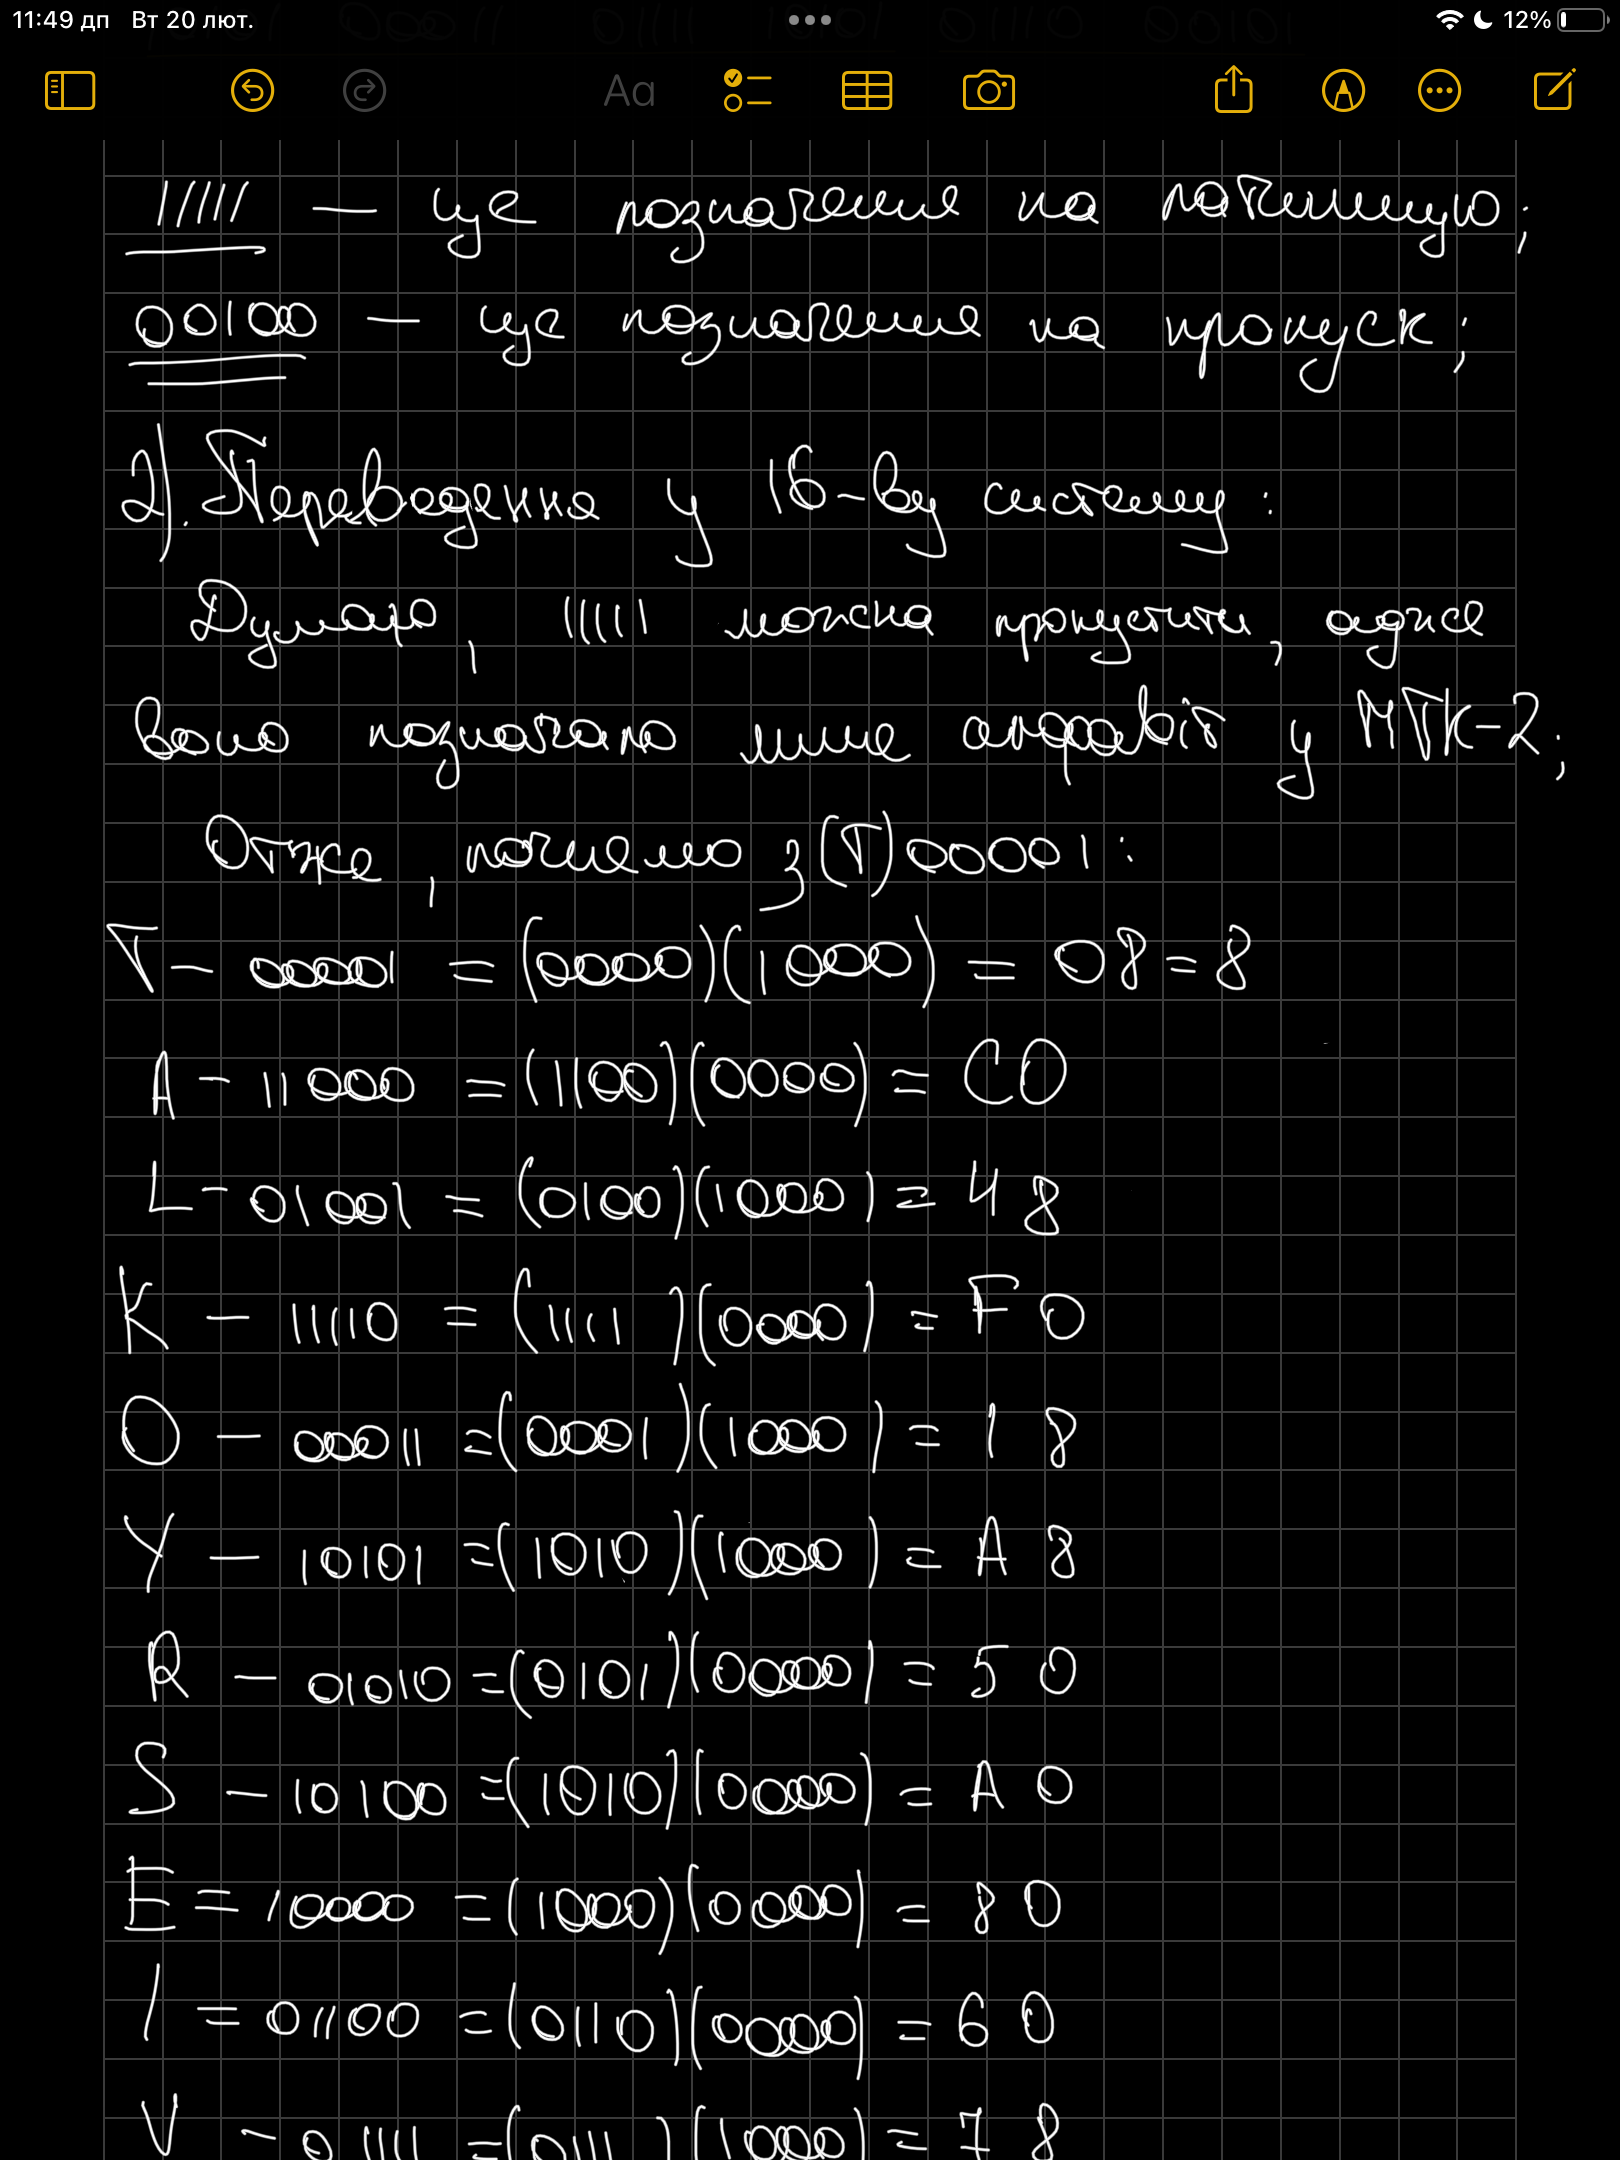 11:49 дп Вт 20 лют. 12%
Aa
11111 — це позначення на латиницю;
00100 — це позначення на пропуск;
2). Переведення у 16-ву систему:
Думаю, 11111 можна пропустити, адже
воно позначало лише алфавіт у МТК-2;
Отже, почнемо з (T) 00001:
T – 00001 = (0000)(1000) = 08 = 8
A – 11000 = (1100)(0000) = C0
L – 01001 = (0100)(1000) = 48
K – 11110 = (1111)(0000) = F0
O – 00011 = (0001)(1000) = 18
Y – 10101 = (1010)(1000) = A8
R – 01010 = (0101)(0000) = 50
S – 10100 = (1010)(0000) = A0
E = 10000 = (1000)(0000) = 80
I = 01100 = (0110)(0000) = 60
V – 01111 = (0111)(1000) = 78